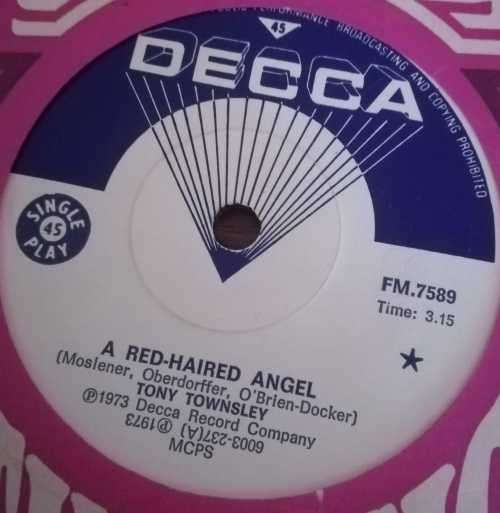 PERFORMANCE BROADCASTING AND COPYING PROHIBITED
45
DECCA
SINGLE
45
PLAY
FM.7589
Time: 3.15
A RED-HAIRED ANGEL
(Moslener, Oberdorffer, O'Brien-Docker)
TONY TOWNSLEY
℗1973 Decca Record Company
6003-237(A) ℗ 1973
MCPS